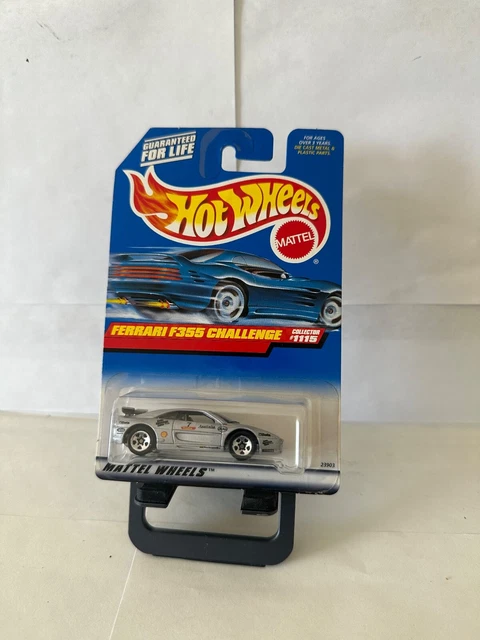 GUARANTEED
FOR LIFE
FOR AGES
OVER 3 YEARS
DIE CAST METAL &
PLASTIC PARTS
HOT WHEELS
MATTEL
®
FERRARI F355 CHALLENGE
COLLECTOR
#1115
23903
MATTEL WHEELS™